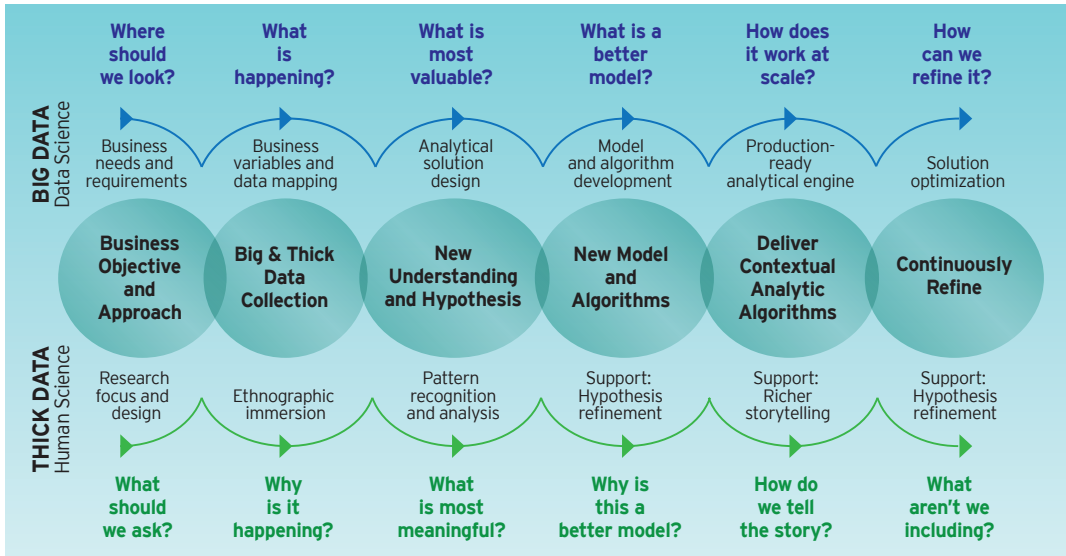 Where
should
we look?
What
is
happening?
What is
most
valuable?
What is a
better
model?
How does
it work at
scale?
How
can we
refine it?
BIG DATA
Data Science
Business
needs and
requirements
Business
variables and
data mapping
Analytical
solution
design
Model
and algorithm
development
Production-
ready
analytical engine
Solution
optimization
Business
Objective
and
Approach
Big & Thick
Data
Collection
New
Understanding
and Hypothesis
New Model
and
Algorithms
Deliver
Contextual
Analytic
Algorithms
Continuously
Refine
THICK DATA
Human Science
Research
focus and
design
Ethnographic
immersion
Pattern
recognition
and analysis
Support:
Hypothesis
refinement
Support:
Richer
storytelling
Support:
Hypothesis
refinement
What
should
we ask?
Why
is it
happening?
What
is most
meaningful?
Why is
this a
better model?
How do
we tell
the story?
What
aren't we
including?